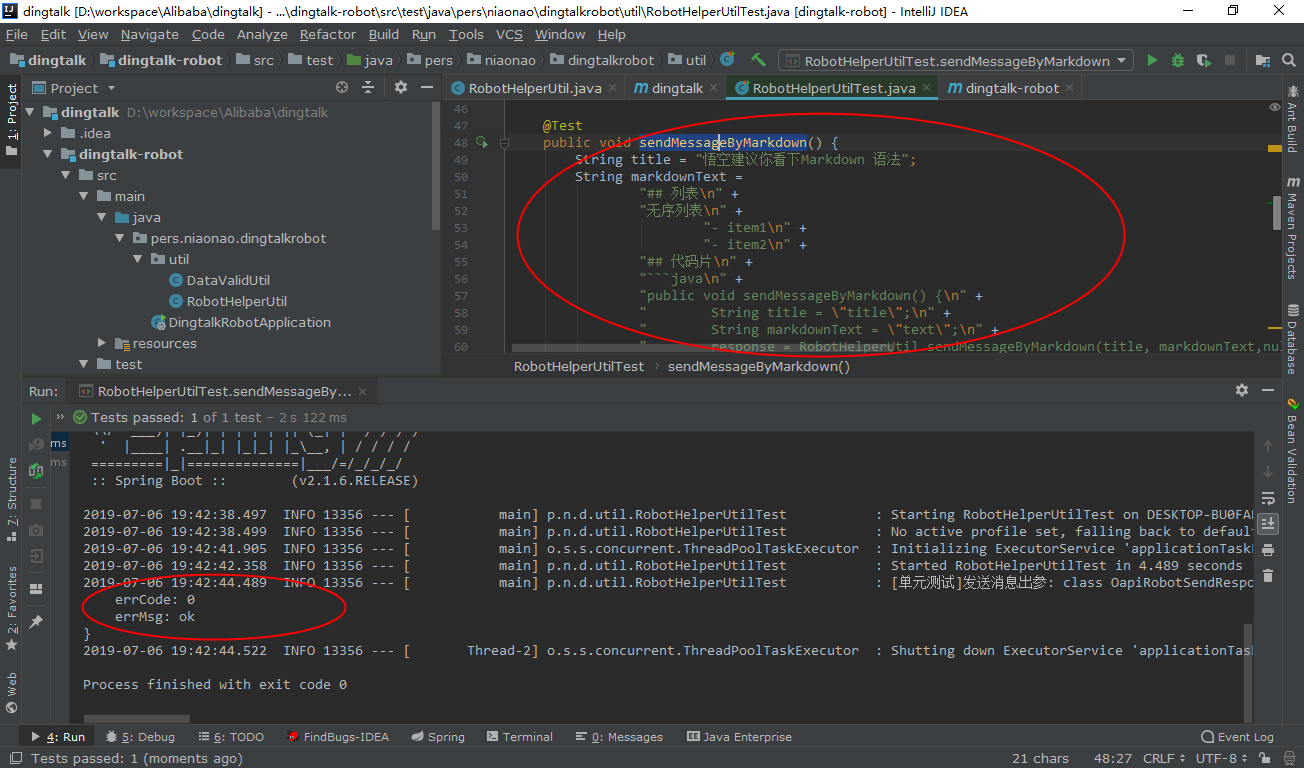 dingtalk [D:\workspace\Alibaba\dingtalk] - ...\dingtalk-robot\src\test\java\pers\niaonao\dingtalkrobot\util\RobotHelperUtilTest.java [dingtalk-robot] - IntelliJ IDEA
File Edit View Navigate Code Analyze Refactor Build Run Tools VCS Window Help
dingtalk dingtalk-robot src test java pers niaonao dingtalkrobot util RobotHelperUtilTest.sendMessageByMarkdown
Project RobotHelperUtil.java dingtalk RobotHelperUtilTest.java dingtalk-robot
1: Project
Ant Build
Maven Projects
Database
Bean Validation
dingtalk D:\workspace\Alibaba\dingtalk
.idea
dingtalk-robot
src
main
java
pers.niaonao.dingtalkrobot
util
DataValidUtil
RobotHelperUtil
DingtalkRobotApplication
resources
test
46
47 @Test
48 public void sendMessageByMarkdown() {
49 String title = "悟空建议你看下Markdown 语法";
50 String markdownText =
51 "## 列表\n" +
52 "无序列表\n" +
53 "- item1\n" +
54 "- item2\n" +
55 "## 代码片\n" +
56 "```java\n" +
57 "public void sendMessageByMarkdown() {\n" +
58 "        String title = \"title\";\n" +
59 "        String markdownText = \"text\";\n" +
60 "        response = RobotHelperUtil.sendMessageByMarkdown(title, markdownText,nul
RobotHelperUtilTest › sendMessageByMarkdown()
Run: RobotHelperUtilTest.sendMessageBy...
Tests passed: 1 of 1 test – 2 s 122 ms
ms
ms
' |____| .__|_| |_|_| |_\__, | / / / /
=========|_|==============|___/=/_/_/_/
:: Spring Boot :: (v2.1.6.RELEASE)
2019-07-06 19:42:38.497 INFO 13356 --- [ main] p.n.d.util.RobotHelperUtilTest : Starting RobotHelperUtilTest on DESKTOP-BU0FA
2019-07-06 19:42:38.499 INFO 13356 --- [ main] p.n.d.util.RobotHelperUtilTest : No active profile set, falling back to defaul
2019-07-06 19:42:41.905 INFO 13356 --- [ main] o.s.s.concurrent.ThreadPoolTaskExecutor : Initializing ExecutorService 'applicationTask
2019-07-06 19:42:42.358 INFO 13356 --- [ main] p.n.d.util.RobotHelperUtilTest : Started RobotHelperUtilTest in 4.489 seconds
2019-07-06 19:42:44.489 INFO 13356 --- [ main] p.n.d.util.RobotHelperUtilTest : [单元测试]发送消息出参: class OapiRobotSendRespo
errCode: 0
errMsg: ok
}
2019-07-06 19:42:44.522 INFO 13356 --- [ Thread-2] o.s.s.concurrent.ThreadPoolTaskExecutor : Shutting down ExecutorService 'applicationTas
Process finished with exit code 0
7: Structure
2: Favorites
Web
4: Run 5: Debug 6: TODO FindBugs-IDEA Spring Terminal 0: Messages Java Enterprise Event Log
Tests passed: 1 (moments ago) 21 chars 48:27 CRLF UTF-8